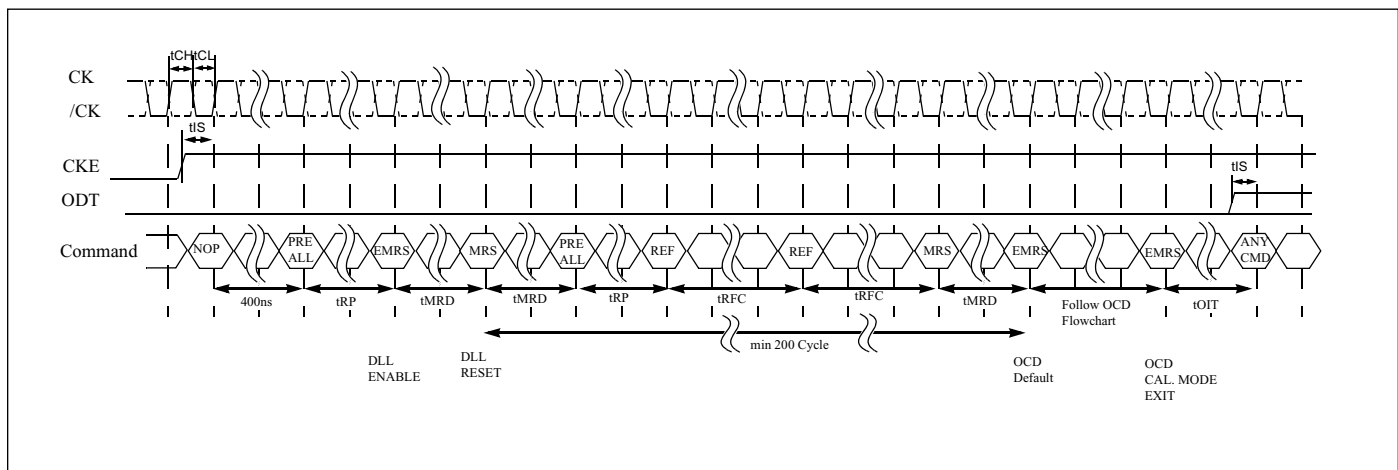 tCH tCL
CK
/CK
tIS
CKE
tIS
ODT
Command
NOP
PRE
ALL
EMRS
MRS
PRE
ALL
REF
REF
MRS
EMRS
EMRS
ANY
CMD
400ns
tRP
tMRD
tMRD
tRP
tRFC
tRFC
tMRD
Follow OCD
Flowchart
tOIT
min 200 Cycle
DLL
ENABLE
DLL
RESET
OCD
Default
OCD
CAL. MODE
EXIT